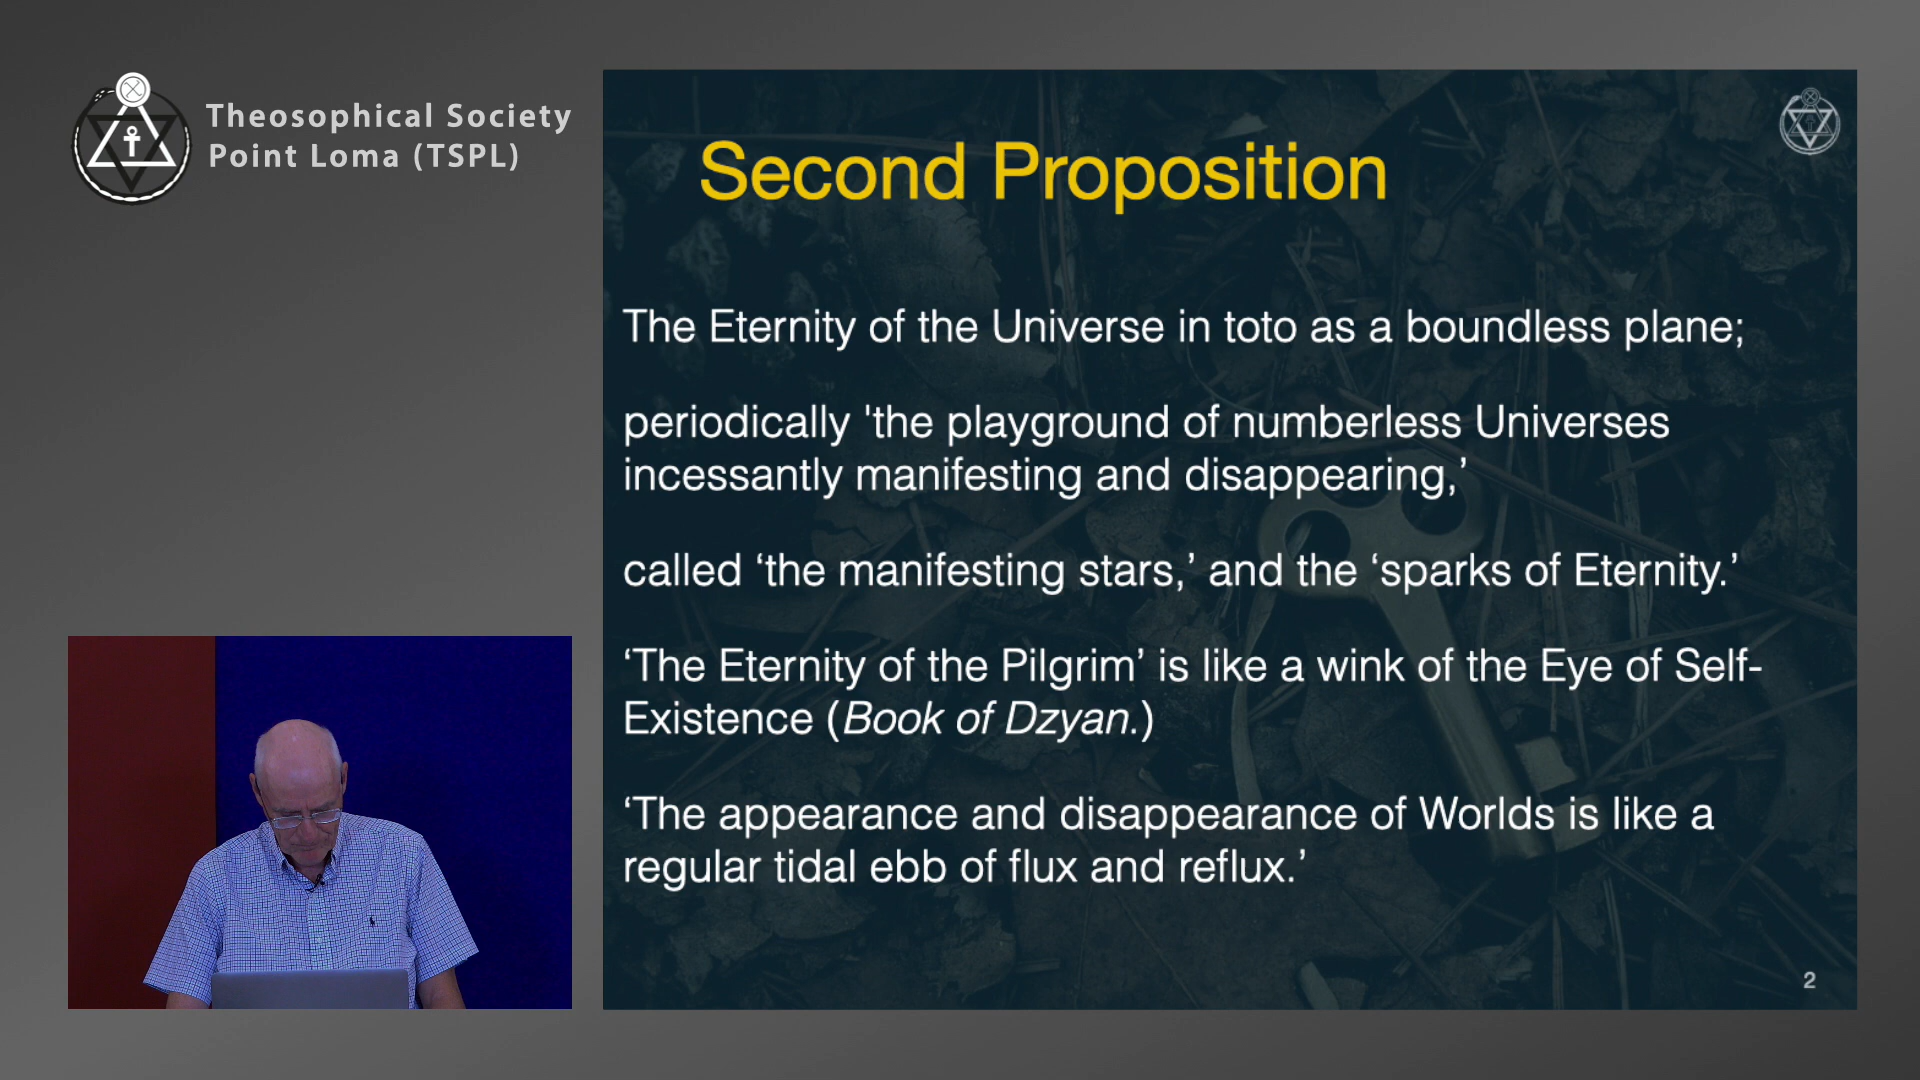 Theosophical Society
Point Loma (TSPL)
Second Proposition
The Eternity of the Universe in toto as a boundless plane;
periodically 'the playground of numberless Universes
incessantly manifesting and disappearing,’
called ‘the manifesting stars,’ and the ‘sparks of Eternity.’
‘The Eternity of the Pilgrim’ is like a wink of the Eye of Self-
Existence (Book of Dzyan.)
‘The appearance and disappearance of Worlds is like a
regular tidal ebb of flux and reflux.’
2